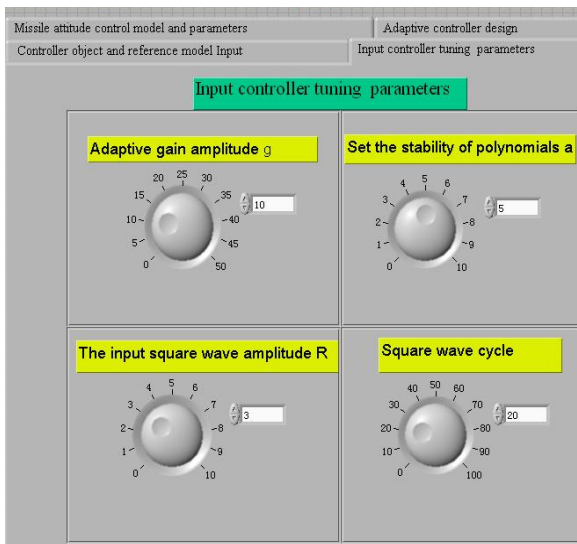 Missile attitude control model and parameters
Adaptive controller design
Controller object and reference model Input
Input controller tuning parameters
Input controller tuning parameters
Adaptive gain amplitude g
0 5 10 15 20 25 30 35 40 45 50
10
Set the stability of polynomials a
0 1 2 3 4 5 6 7 8 9 10
5
The input square wave amplitude R
0 1 2 3 4 5 6 7 8 9 10
3
Square wave cycle
0 10 20 30 40 50 60 70 80 90 100
20